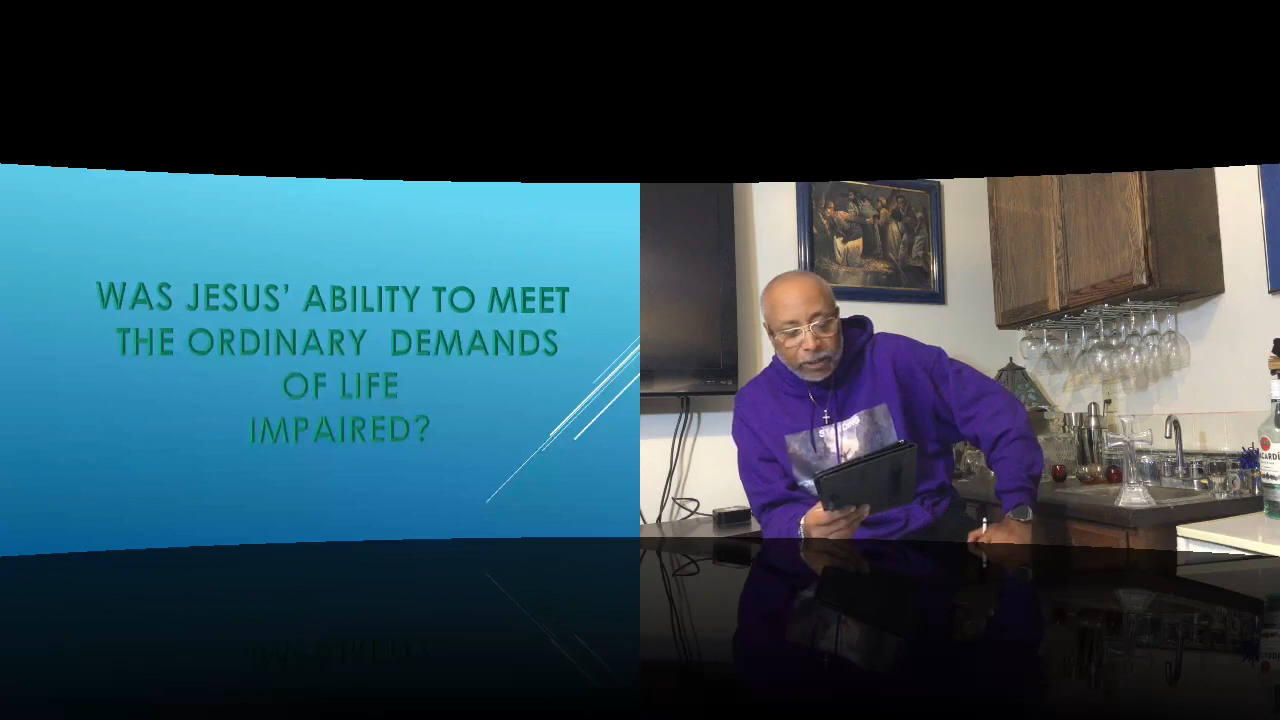 WAS JESUS’ ABILITY TO MEET
THE ORDINARY DEMANDS
OF LIFE
IMPAIRED?